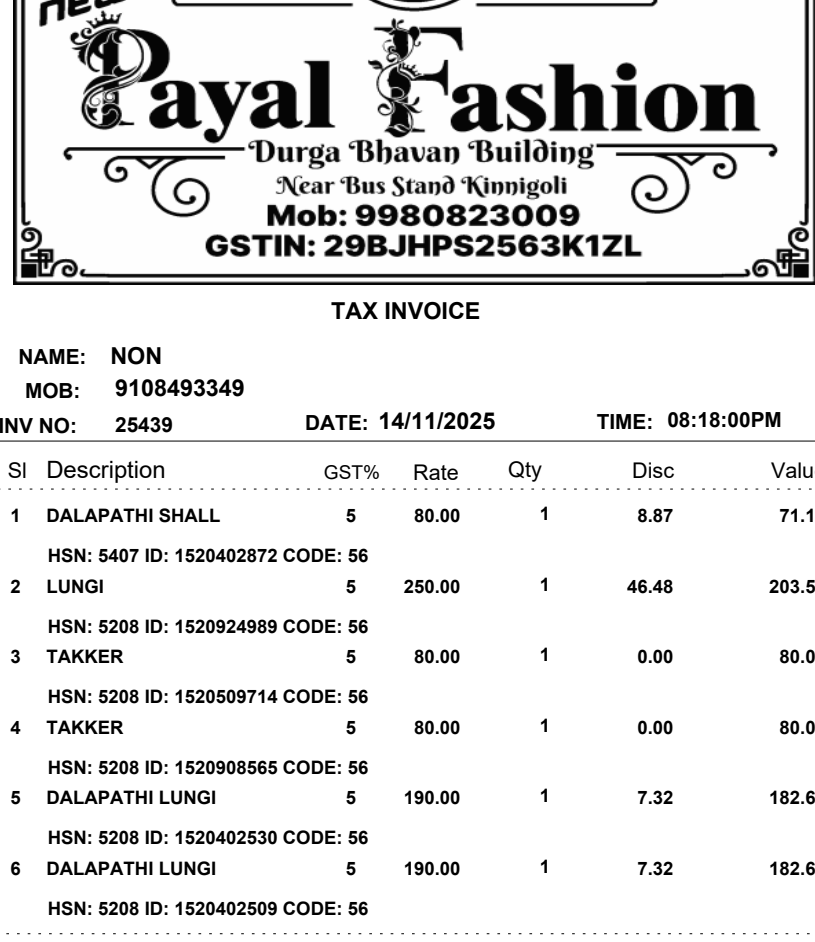 new
Payal Fashion
Durga Bhavan Building
Near Bus Stand Kinnigoli
Mob: 9980823009
GSTIN: 29BJHPS2563K1ZL
TAX INVOICE
NAME: NON
MOB: 9108493349
INV NO: 25439 DATE: 14/11/2025 TIME: 08:18:00PM
Sl Description GST% Rate Qty Disc Valu
1 DALAPATHI SHALL 5 80.00 1 8.87 71.1
HSN: 5407 ID: 1520402872 CODE: 56
2 LUNGI 5 250.00 1 46.48 203.5
HSN: 5208 ID: 1520924989 CODE: 56
3 TAKKER 5 80.00 1 0.00 80.0
HSN: 5208 ID: 1520509714 CODE: 56
4 TAKKER 5 80.00 1 0.00 80.0
HSN: 5208 ID: 1520908565 CODE: 56
5 DALAPATHI LUNGI 5 190.00 1 7.32 182.6
HSN: 5208 ID: 1520402530 CODE: 56
6 DALAPATHI LUNGI 5 190.00 1 7.32 182.6
HSN: 5208 ID: 1520402509 CODE: 56